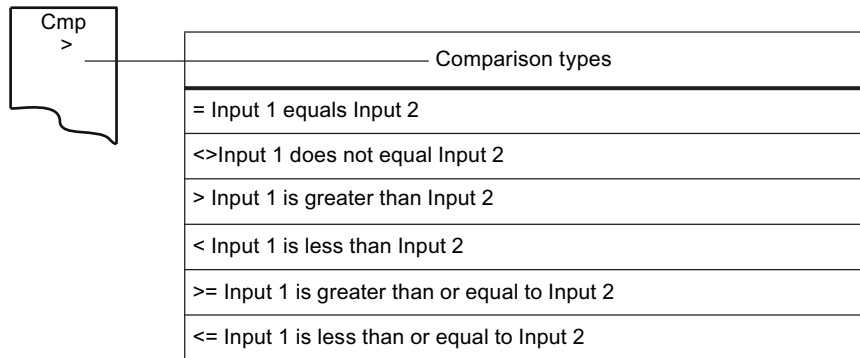 Cmp
>
Comparison types
= Input 1 equals Input 2
<>Input 1 does not equal Input 2
> Input 1 is greater than Input 2
< Input 1 is less than Input 2
>= Input 1 is greater than or equal to Input 2
<= Input 1 is less than or equal to Input 2